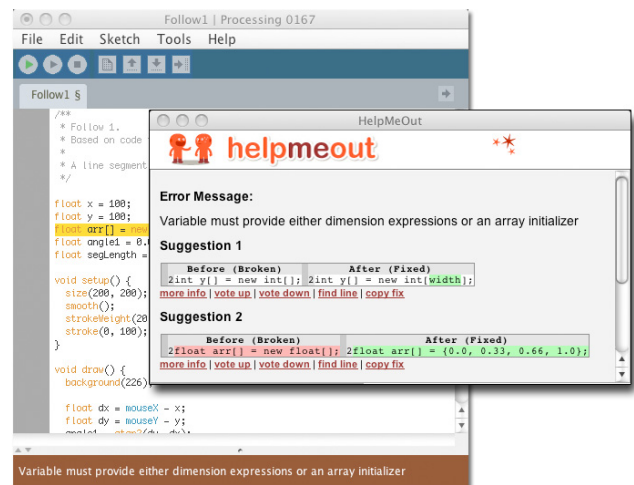 Follow1 | Processing 0167
File Edit Sketch Tools Help
Follow1 §
/**
* Follow 1.
* Based on code
*
* A line segment
*/
float x = 100;
float y = 100;
float arr[] = new
float angle1 = 0.
float segLength =
void setup() {
size(200, 200);
smooth();
strokeWeight(20
stroke(0, 100);
}
void draw() {
background(226)
float dx = mouseX - x;
float dy = mouseY - y;
angle1 = atan2(dy, dx);
Variable must provide either dimension expressions or an array initializer
HelpMeOut
helpmeout
Error Message:
Variable must provide either dimension expressions or an array initializer
Suggestion 1
Before (Broken) After (Fixed)
2int y[] = new int[]; 2int y[] = new int[width];
more info | vote up | vote down | find line | copy fix
Suggestion 2
Before (Broken) After (Fixed)
2float arr[] = new float[]; 2float arr[] = {0.0, 0.33, 0.66, 1.0};
more info | vote up | vote down | find line | copy fix